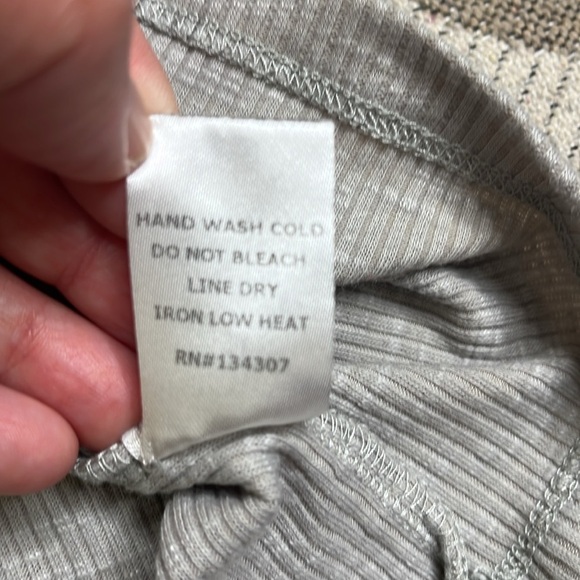 HAND WASH COLD
DO NOT BLEACH
LINE DRY
IRON LOW HEAT
RN#134307